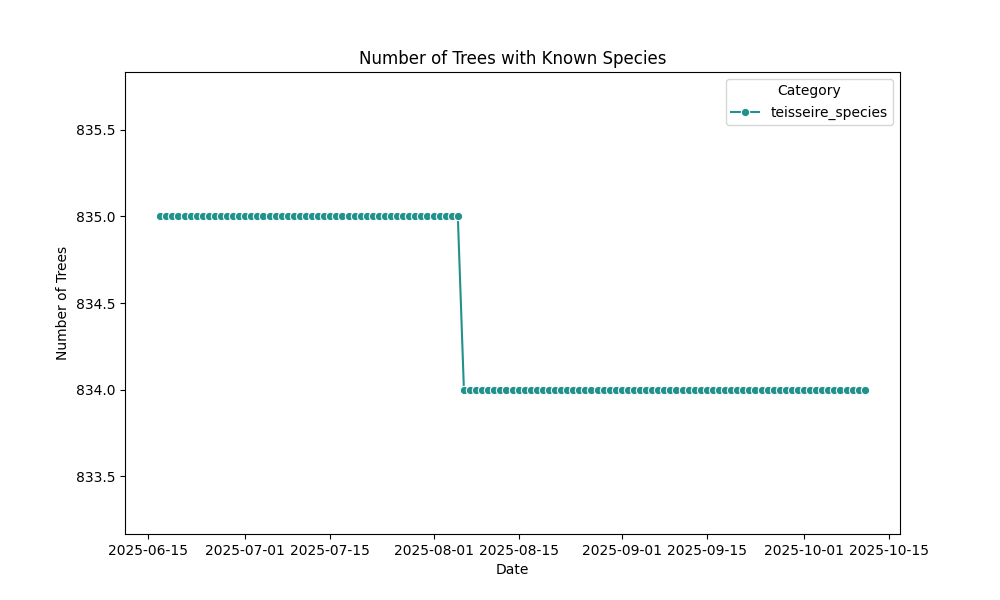 Number of Trees with Known Species
Category
teisseire_species
835.5
835.0
834.5
834.0
833.5
Number of Trees
2025-06-15 2025-07-01 2025-07-15 2025-08-01 2025-08-15 2025-09-01 2025-09-15 2025-10-01 2025-10-15
Date